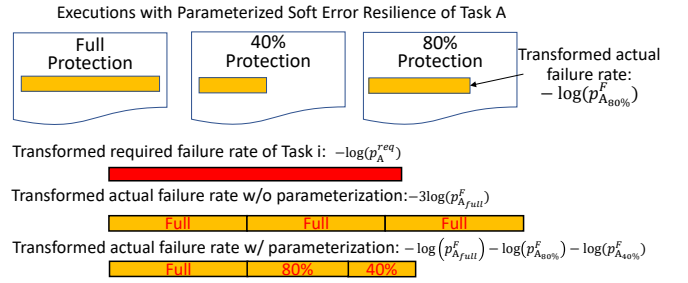 Executions with Parameterized Soft Error Resilience of Task A
Full
Protection
40%
Protection
80%
Protection
Transformed actual
failure rate:
− log(p^F_{A_{80%}})
Transformed required failure rate of Task i: −log(p_A^{req})
Transformed actual failure rate w/o parameterization:−3log(p^F_{A_{full}})
Full Full Full
Transformed actual failure rate w/ parameterization: − log(p^F_{A_{full}}) − log(p^F_{A_{80%}}) − log(p^F_{A_{40%}})
Full 80% 40%